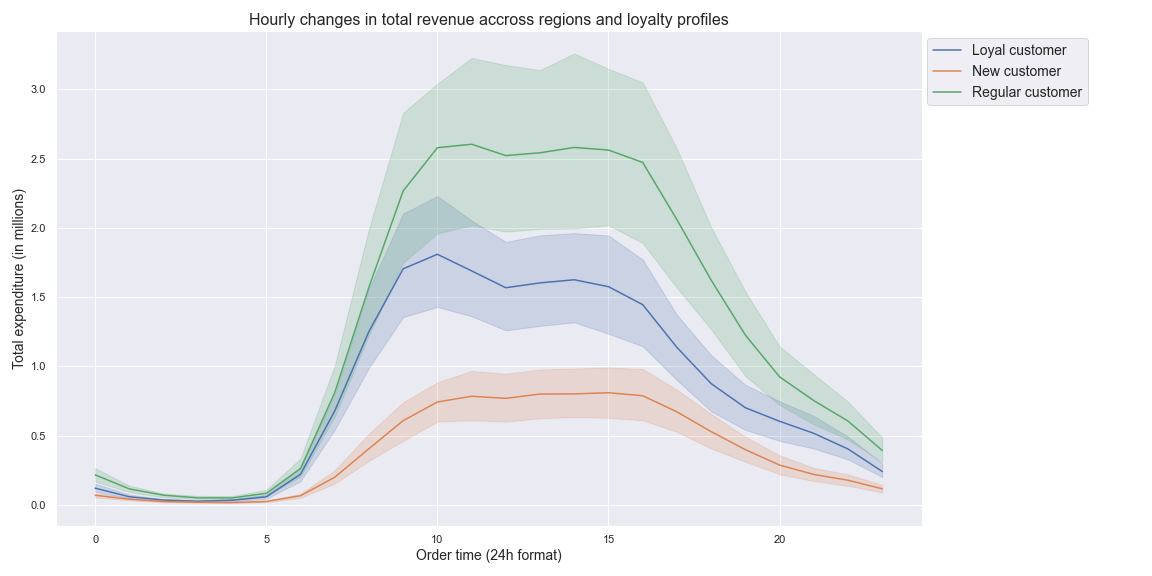 Hourly changes in total revenue accross regions and loyalty profiles
Loyal customer
New customer
Regular customer
Total expenditure (in millions)
3.0
2.5
2.0
1.5
1.0
0.5
0.0
0 5 10 15 20
Order time (24h format)